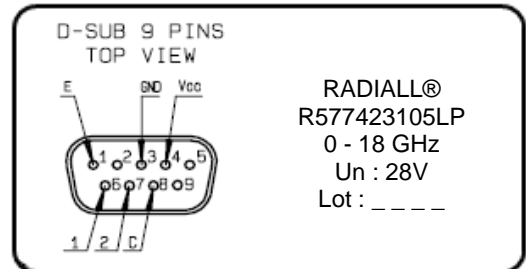 D-SUB 9 PINS
TOP VIEW
E GND Vcc
1 2 3 4 5
6 7 8 9
1 2 C
RADIALL®
R577423105LP
0 - 18 GHz
Un : 28V
Lot : _ _ _ _